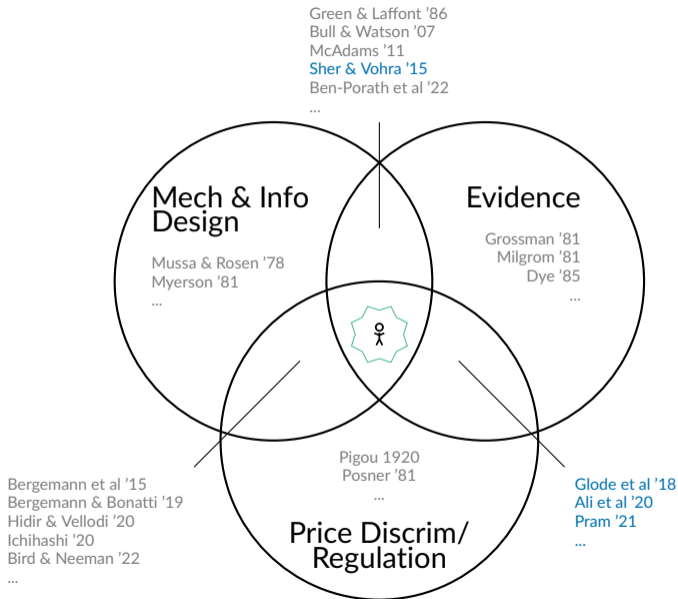 Green & Laffont '86
Bull & Watson '07
McAdams '11
Sher & Vohra '15
Ben-Porath et al '22
...
Mech & Info
Design
Mussa & Rosen '78
Myerson '81
...
Evidence
Grossman '81
Milgrom '81
Dye '85
...
Bergemann et al '15
Bergemann & Bonatti '19
Hidir & Vellodi '20
Ichihashi '20
Bird & Neeman '22
...
Pigou 1920
Posner '81
...
Price Discrim/
Regulation
Glode et al '18
Ali et al '20
Pram '21
...